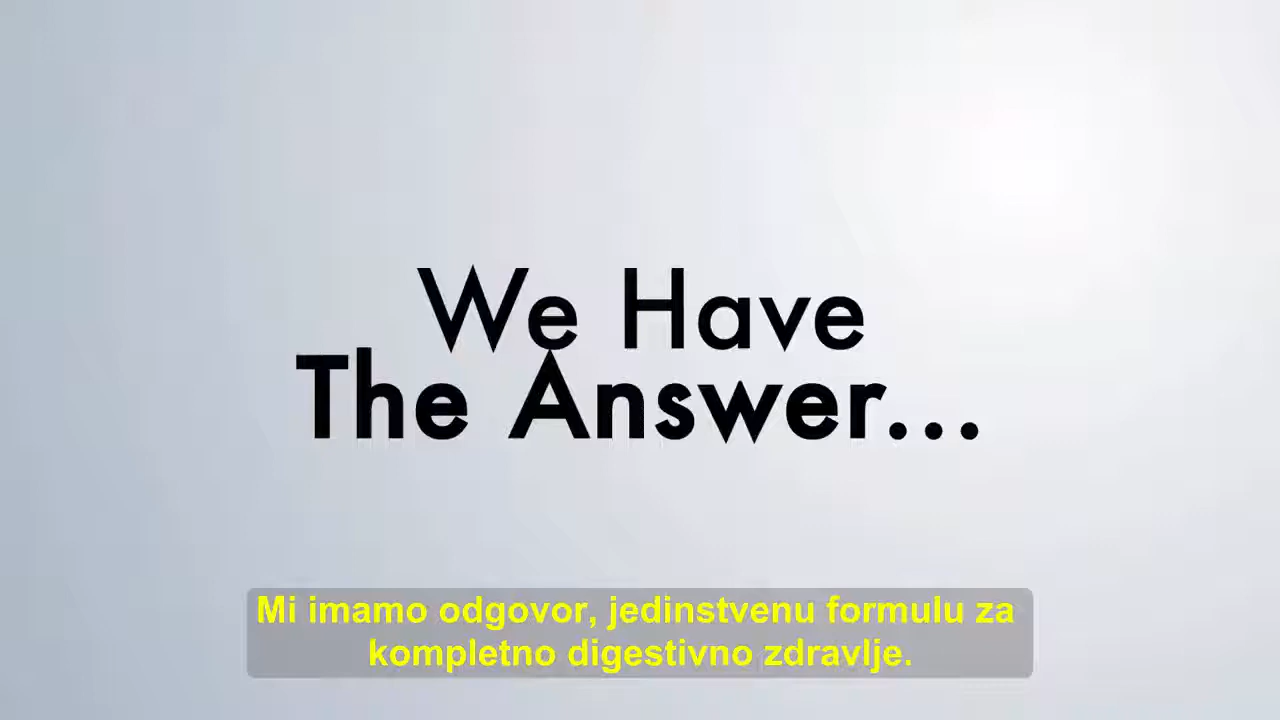 We Have
The Answer...
Mi imamo odgovor, jedinstvenu formulu za
kompletno digestivno zdravlje.